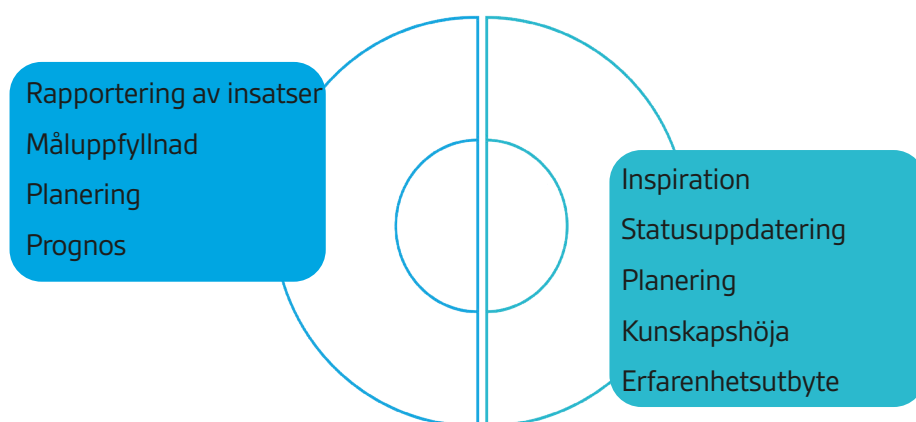 Rapportering av insatser
Måluppfyllnad
Planering
Prognos
Inspiration
Statusuppdatering
Planering
Kunskapshöja
Erfarenhetsutbyte